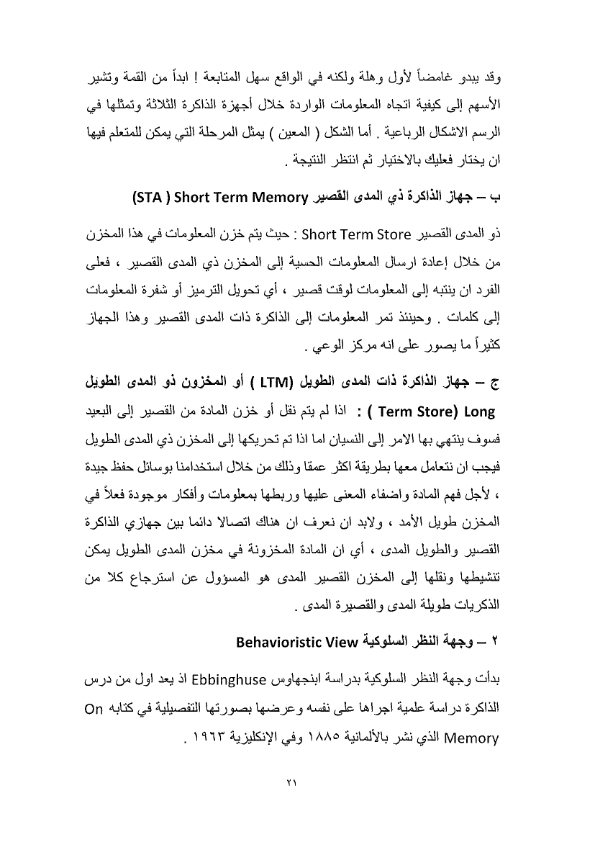 وقد يبدو غامضاً لأول وهلة ولكنه في الواقع سهل المتابعة ! ابدأ من القمة وتشير
الأسهم إلى كيفية اتجاه المعلومات الواردة خلال أجهزة الذاكرة الثلاثة وتمثلها في
الرسم الاشكال الرباعية . أما الشكل ( المعين ) يمثل المرحلة التي يمكن للمتعلم فيها
ان يختار فعليك بالاختيار ثم انتظر النتيجة .
ب – جهاز الذاكرة ذي المدى القصير STA ) Short Term Memory)
ذو المدى القصير Short Term Store : حيث يتم خزن المعلومات في هذا المخزن
من خلال إعادة ارسال المعلومات الحسية إلى المخزن ذي المدى القصير ، فعلى
الفرد ان ينتبه إلى المعلومات لوقت قصير ، أي تحويل الترميز أو شفرة المعلومات
إلى كلمات . وحينئذ تمر المعلومات إلى الذاكرة ذات المدى القصير وهذا الجهاز
كثيراً ما يصور على انه مركز الوعي .
ج – جهاز الذاكرة ذات المدى الطويل (LTM ) أو المخزون ذو المدى الطويل
Term Store) Long ) : اذا لم يتم نقل أو خزن المادة من القصير إلى البعيد
فسوف ينتهي بها الامر إلى النسيان اما اذا تم تحريكها إلى المخزن ذي المدى الطويل
فيجب ان نتعامل معها بطريقة اكثر عمقا وذلك من خلال استخدامنا بوسائل حفظ جيدة
، لأجل فهم المادة واضفاء المعنى عليها وربطها بمعلومات وأفكار موجودة فعلاً في
المخزن طويل الأمد ، ولابد ان نعرف ان هناك اتصالا دائما بين جهازي الذاكرة
القصير والطويل المدى ، أي ان المادة المخزونة في مخزن المدى الطويل يمكن
تنشيطها ونقلها إلى المخزن القصير المدى هو المسؤول عن استرجاع كلا من
الذكريات طويلة المدى والقصيرة المدى .
٢ – وجهة النظر السلوكية Behavioristic View
بدأت وجهة النظر السلوكية بدراسة ابنجهاوس Ebbinghuse اذ يعد اول من درس
الذاكرة دراسة علمية اجراها على نفسه وعرضها بصورتها التفصيلية في كتابه On
Memory الذي نشر بالألمانية ١٨٨٥ وفي الإنكليزية ١٩٦٣ .
٢١